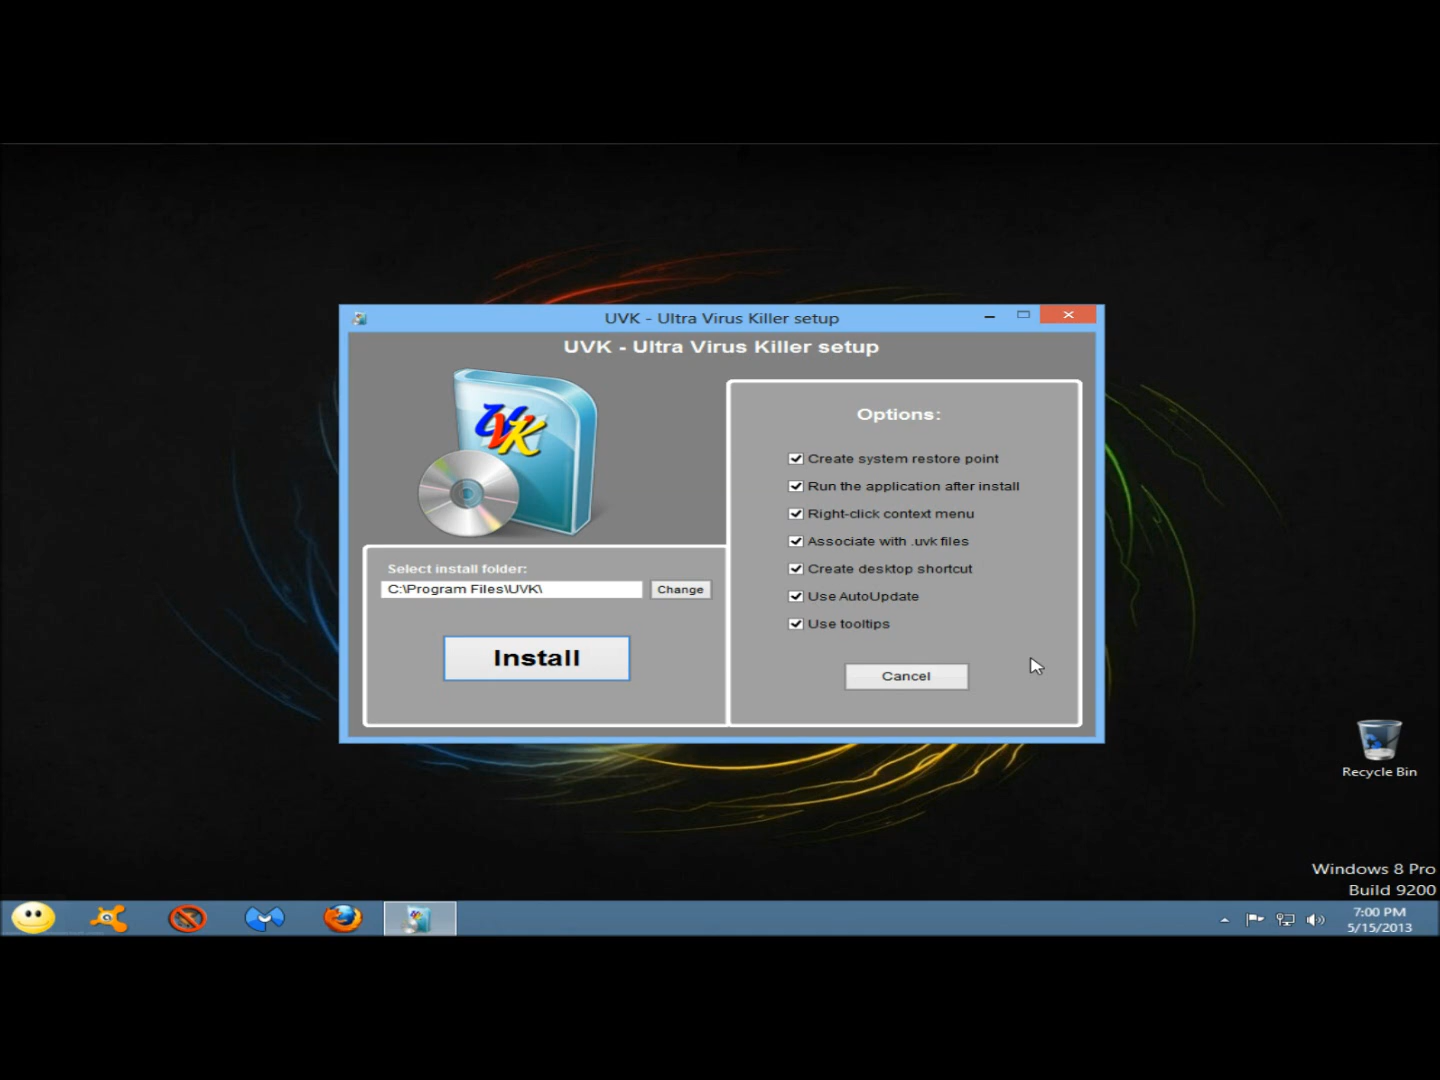 UVK - Ultra Virus Killer setup
UVK - Ultra Virus Killer setup
UVK
Select install folder:
C:\Program Files\UVK\
Change
Install
Options:
Create system restore point
Run the application after install
Right-click context menu
Associate with .uvk files
Create desktop shortcut
Use AutoUpdate
Use tooltips
Cancel
Recycle Bin
Windows 8 Pro
Build 9200
7:00 PM
5/15/2013